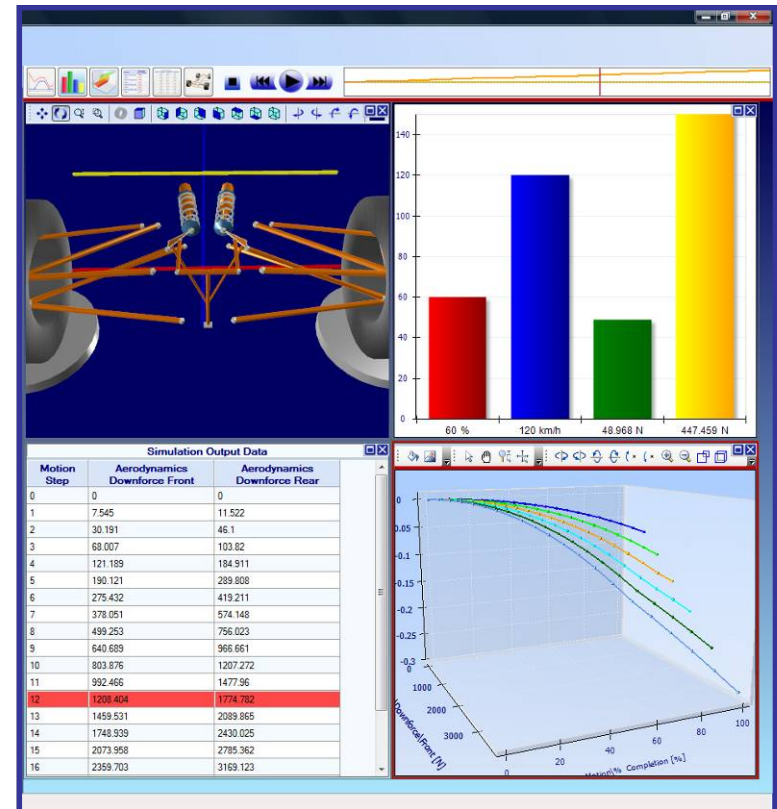 140
120
100
80
60
40
20
0
60 %
120 km/h
48.968 N
447.459 N
Simulation Output Data
Motion Step
Aerodynamics Downforce Front
Aerodynamics Downforce Rear
0 0 0
1 7.545 11.522
2 30.191 46.1
3 68.007 103.82
4 121.189 184.911
5 190.121 289.808
6 275.432 419.211
7 378.051 574.148
8 499.253 756.023
9 640.689 966.661
10 803.876 1207.272
11 992.466 1477.96
12 1208.404 1774.782
13 1459.531 2089.865
14 1748.939 2430.025
15 2073.958 2785.362
16 2359.703 3169.123
0
0.05
-0.1
-0.15
-0.2
-0.25
-0.3
0
1000
2000
3000
\Downforce\Front [N]
0
20
40
60
80
100
Motion\% Completion [%]